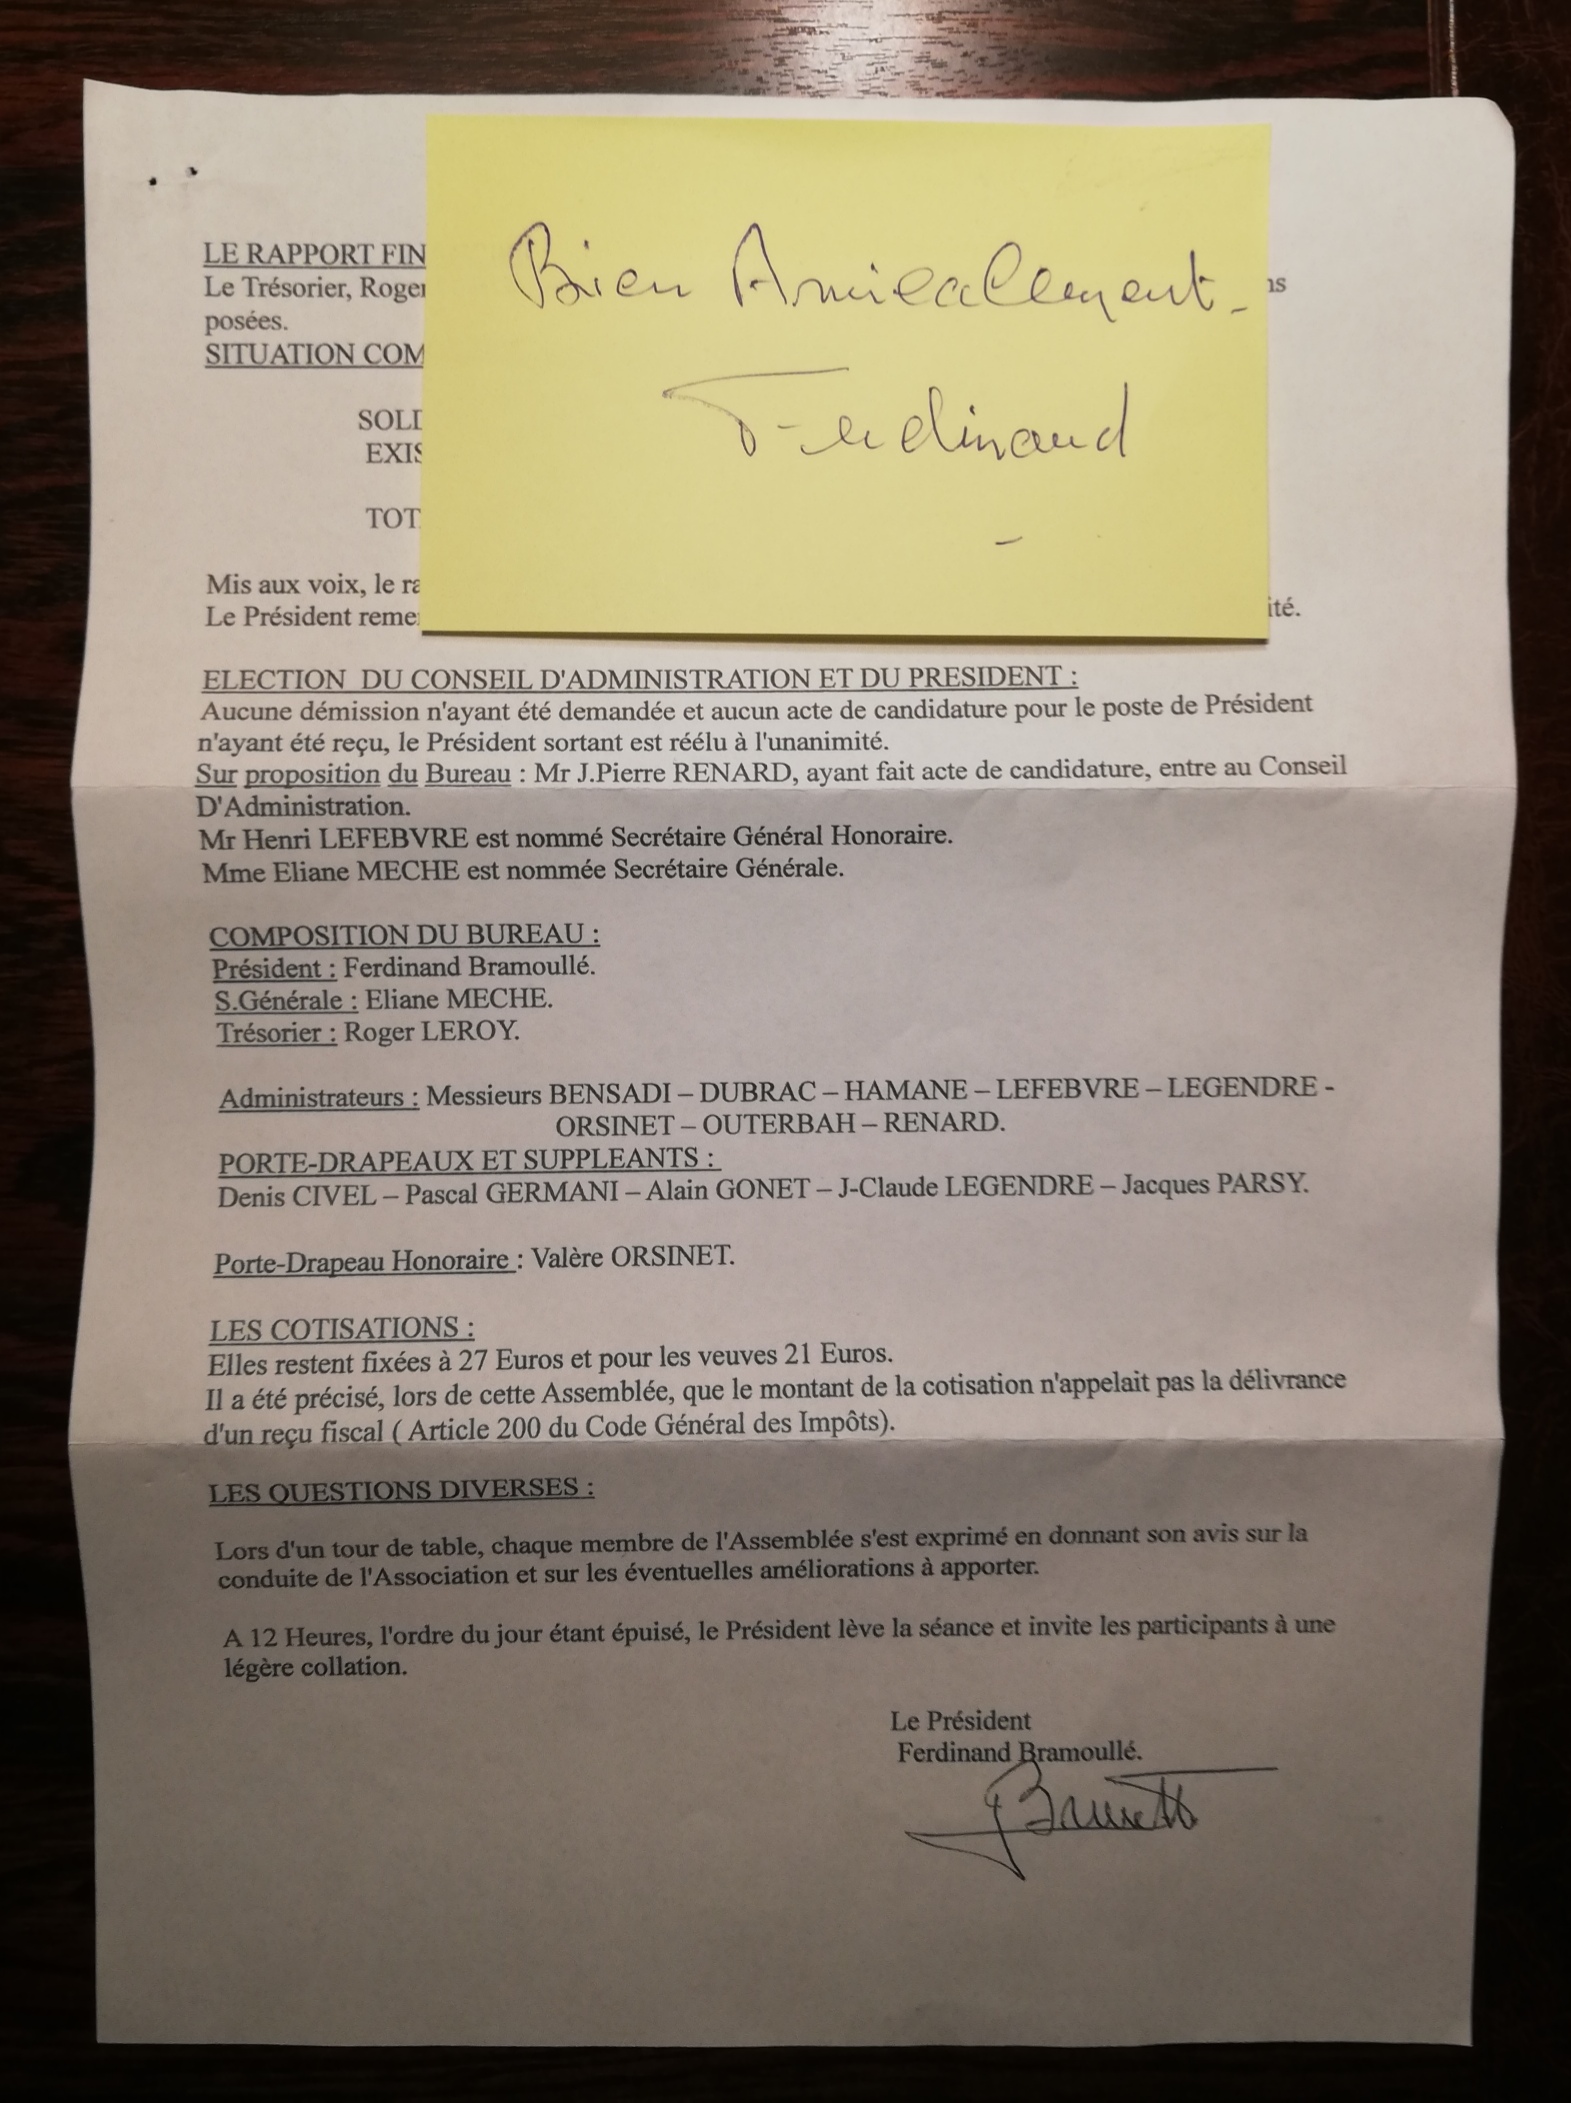 Bien Amicalement -
Ferdinand
LE RAPPORT FIN
Le Trésorier, Roger ns
posées.
SITUATION COM
SOLD
EXIS
TOT
Mis aux voix, le ra
Le Président remer ité.
ELECTION DU CONSEIL D'ADMINISTRATION ET DU PRESIDENT :
Aucune démission n'ayant été demandée et aucun acte de candidature pour le poste de Président
n'ayant été reçu, le Président sortant est réélu à l'unanimité.
Sur proposition du Bureau : Mr J.Pierre RENARD, ayant fait acte de candidature, entre au Conseil
D'Administration.
Mr Henri LEFEBVRE est nommé Secrétaire Général Honoraire.
Mme Eliane MECHE est nommée Secrétaire Générale.
COMPOSITION DU BUREAU :
Président : Ferdinand Bramoullé.
S.Générale : Eliane MECHE.
Trésorier : Roger LEROY.
Administrateurs : Messieurs BENSADI – DUBRAC – HAMANE – LEFEBVRE – LEGENDRE -
ORSINET – OUTERBAH – RENARD.
PORTE-DRAPEAUX ET SUPPLEANTS :
Denis CIVEL – Pascal GERMANI – Alain GONET – J-Claude LEGENDRE – Jacques PARSY.
Porte-Drapeau Honoraire : Valère ORSINET.
LES COTISATIONS :
Elles restent fixées à 27 Euros et pour les veuves 21 Euros.
Il a été précisé, lors de cette Assemblée, que le montant de la cotisation n'appelait pas la délivrance
d'un reçu fiscal ( Article 200 du Code Général des Impôts).
LES QUESTIONS DIVERSES :
Lors d'un tour de table, chaque membre de l'Assemblée s'est exprimé en donnant son avis sur la
conduite de l'Association et sur les éventuelles améliorations à apporter.
A 12 Heures, l'ordre du jour étant épuisé, le Président lève la séance et invite les participants à une
légère collation.
Le Président
Ferdinand Bramoullé.